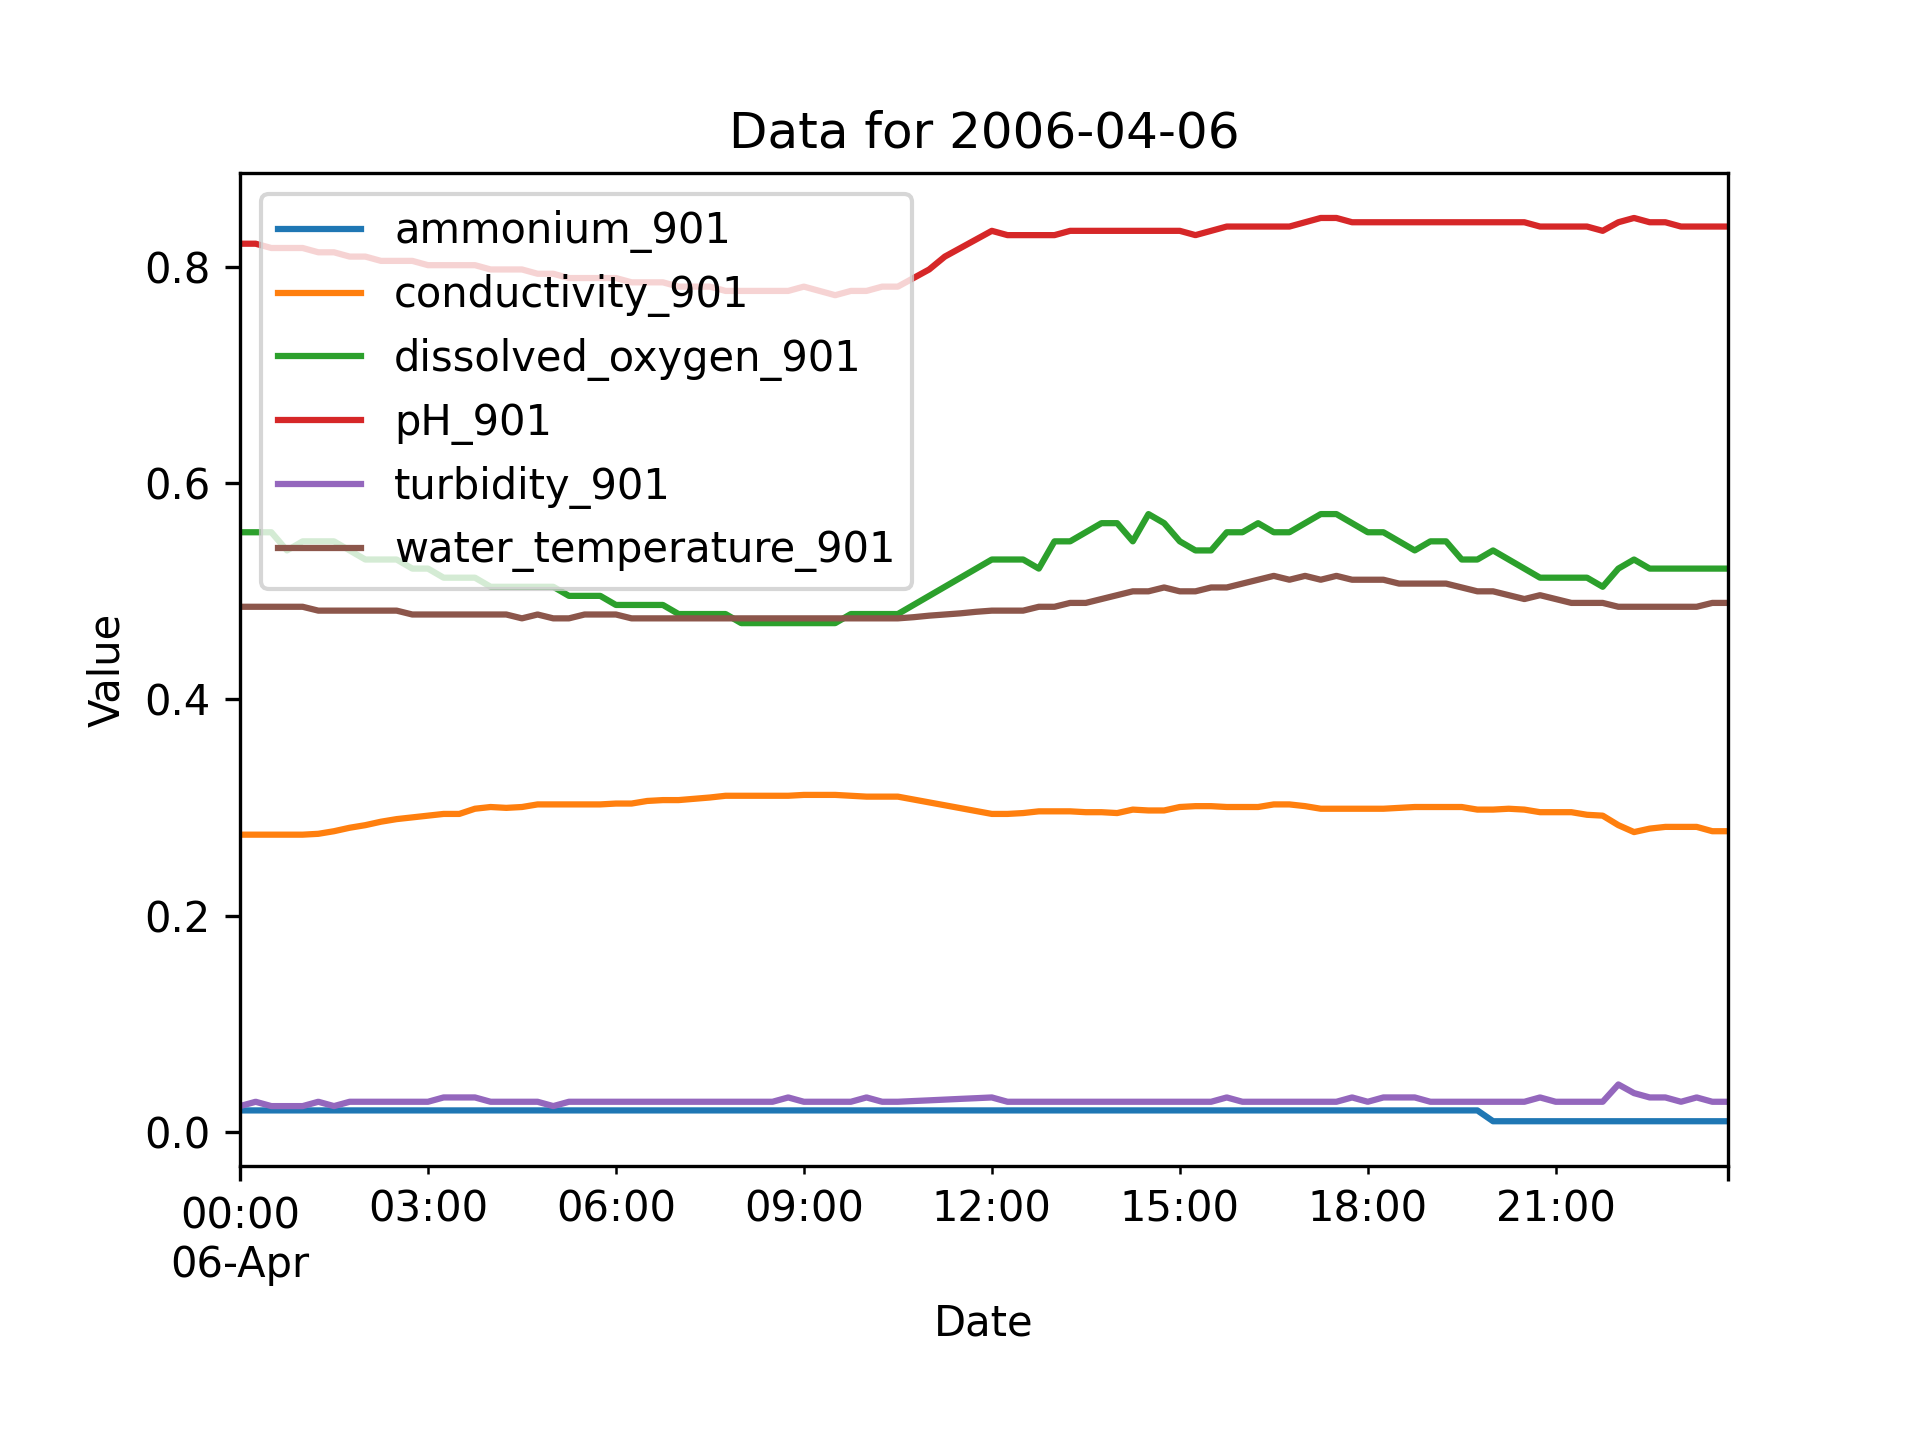 Data for 2006-04-06
ammonium_901
conductivity_901
dissolved_oxygen_901
pH_901
turbidity_901
water_temperature_901
0.8
0.6
0.4
0.2
0.0
Value
00:00 03:00 06:00 09:00 12:00 15:00 18:00 21:00
06-Apr
Date